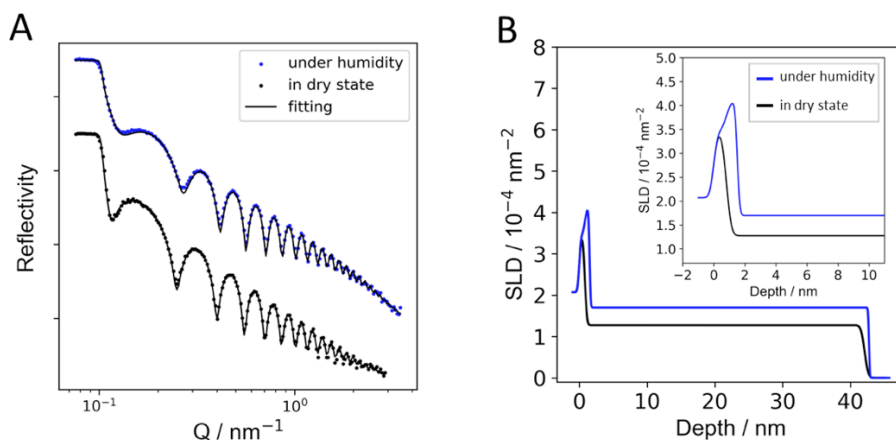 A
under humidity
in dry state
fitting
Reflectivity
10⁻¹
10⁰
Q / nm⁻¹
B
8
7
6
5
4
3
2
1
0
SLD / 10⁻⁴ nm⁻²
0 10 20 30 40
Depth / nm
5.0
4.5
4.0
3.5
3.0
2.5
2.0
1.5
1.0
SLD / 10⁻⁴ nm⁻²
under humidity
in dry state
−2 0 2 4 6 8 10
Depth / nm